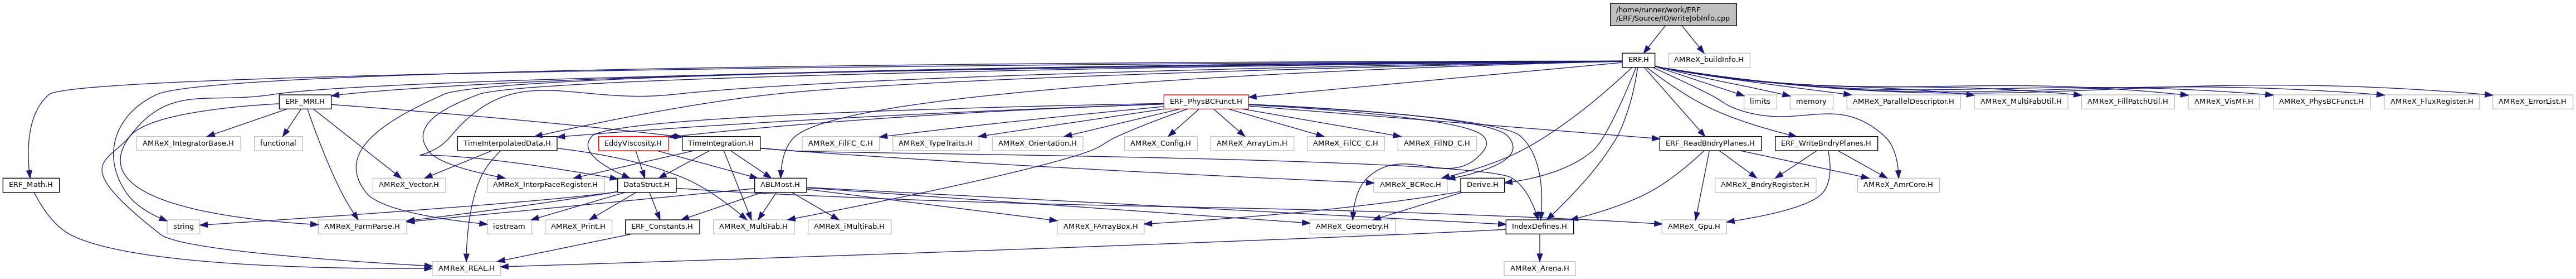 /home/runner/work/ERF
/ERF/Source/IO/writeJobInfo.cpp
ERF.H
AMReX_buildInfo.H
ERF_MRI.H
ERF_PhysBCFunct.H
limits
memory
AMReX_ParallelDescriptor.H
AMReX_MultiFabUtil.H
AMReX_FillPatchUtil.H
AMReX_VisMF.H
AMReX_PhysBCFunct.H
AMReX_FluxRegister.H
AMReX_ErrorList.H
AMReX_IntegratorBase.H
functional
TimeInterpolatedData.H
EddyViscosity.H
TimeIntegration.H
AMReX_FilFC_C.H
AMReX_TypeTraits.H
AMReX_Orientation.H
AMReX_Config.H
AMReX_ArrayLim.H
AMReX_FilCC_C.H
AMReX_FilND_C.H
ERF_ReadBndryPlanes.H
ERF_WriteBndryPlanes.H
ERF_Math.H
AMReX_Vector.H
AMReX_InterpFaceRegister.H
DataStruct.H
ABLMost.H
AMReX_BCRec.H
Derive.H
AMReX_BndryRegister.H
AMReX_AmrCore.H
string
AMReX_ParmParse.H
iostream
AMReX_Print.H
ERF_Constants.H
AMReX_MultiFab.H
AMReX_iMultiFab.H
AMReX_FArrayBox.H
AMReX_Geometry.H
IndexDefines.H
AMReX_Gpu.H
AMReX_REAL.H
AMReX_Arena.H